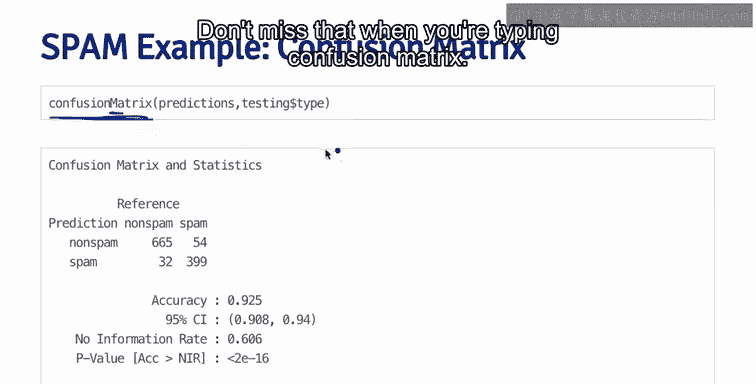 SPAM Example: Confusion Matrix
Don't miss that when you're typing
confusion matrix.
confusionMatrix(predictions,testing$type)
Confusion Matrix and Statistics
Reference
Prediction nonspam spam
nonspam 665 54
spam 32 399
Accuracy : 0.925
95% CI : (0.908, 0.94)
No Information Rate : 0.606
P-Value [Acc > NIR] : <2e-16